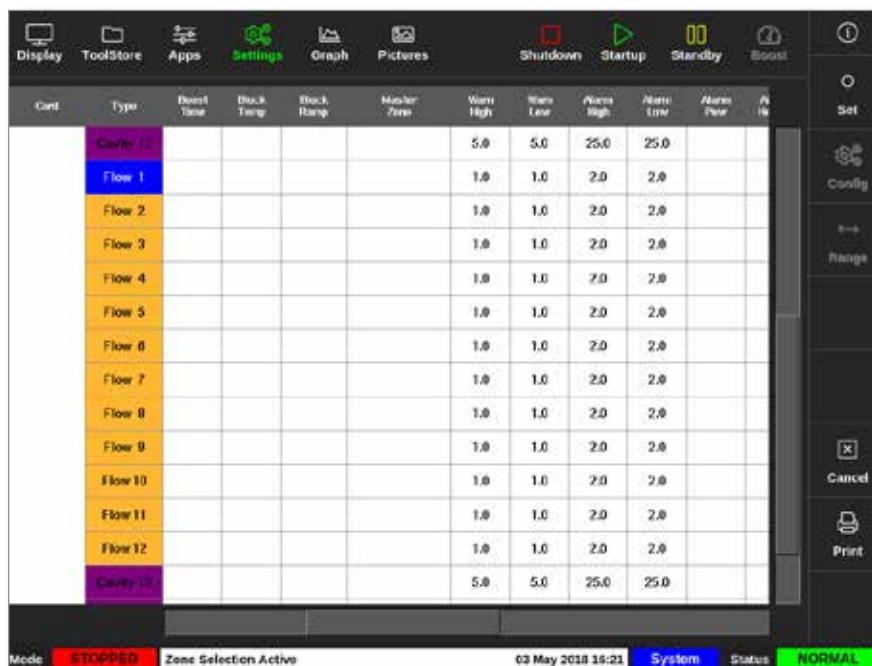 Display ToolStore Apps Settings Graph Pictures Shutdown Startup Standby Boost
Set
Config
Range
Cancel
Print
Card Type Boost Time Block Temp Block Ramp Master Zone Warn High Warn Low Alarm High Alarm Low Alarm Powr
Cavity 5.0 5.0 25.0 25.0
Flow 1 1.0 1.0 2.0 2.0
Flow 2 1.0 1.0 2.0 2.0
Flow 3 1.0 1.0 2.0 2.0
Flow 4 1.0 1.0 2.0 2.0
Flow 5 1.0 1.0 2.0 2.0
Flow 6 1.0 1.0 2.0 2.0
Flow 7 1.0 1.0 2.0 2.0
Flow 8 1.0 1.0 2.0 2.0
Flow 9 1.0 1.0 2.0 2.0
Flow 10 1.0 1.0 2.0 2.0
Flow 11 1.0 1.0 2.0 2.0
Flow 12 1.0 1.0 2.0 2.0
Cavity 5.0 5.0 25.0 25.0
Mode STOPPED Zone Selection Active 03 May 2018 16:21 System Status NORMAL